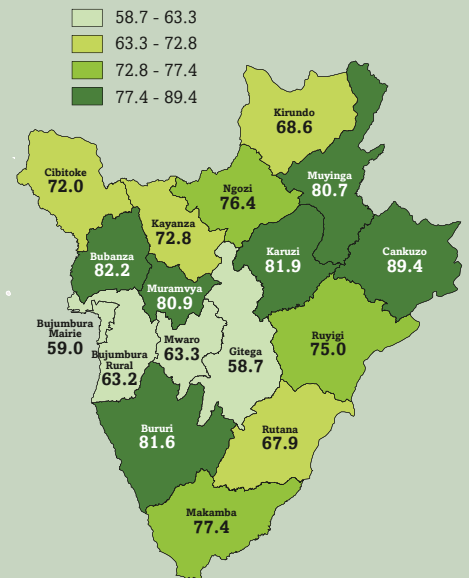 58.7 - 63.3
63.3 - 72.8
72.8 - 77.4
77.4 - 89.4
Kirundo
68.6
Cibitoke
72.0
Ngozi
76.4
Muyinga
80.7
Kayanza
72.8
Bubanza
82.2
Karuzi
81.9
Cankuzo
89.4
Muramvya
80.9
Bujumbura
Mairie
59.0
Bujumbura
Rural
63.2
Mwaro
63.3
Gitega
58.7
Ruyigi
75.0
Bururi
81.6
Rutana
67.9
Makamba
77.4